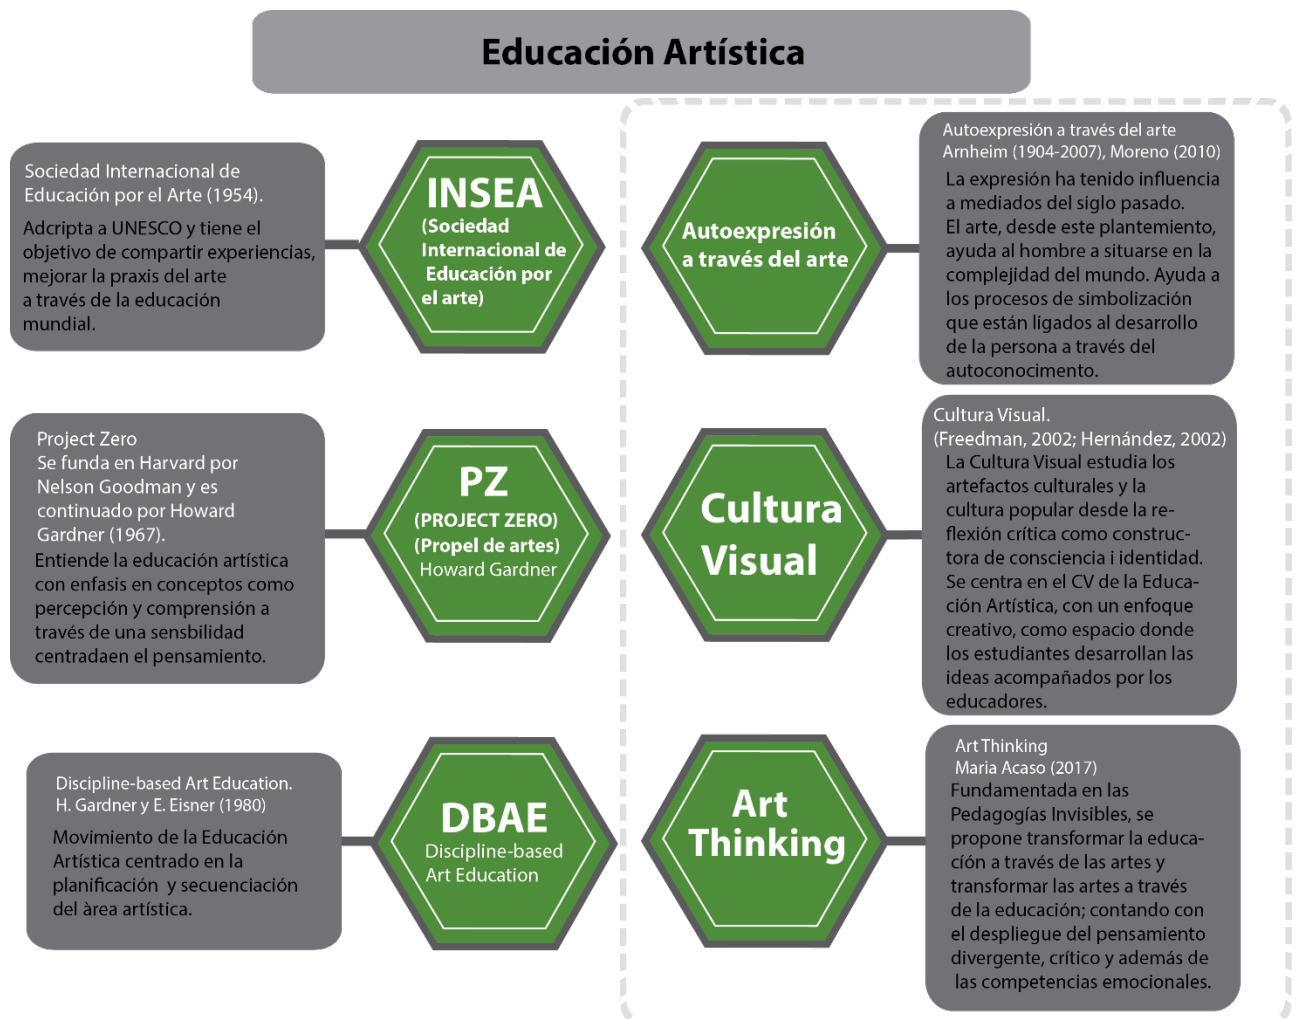 Educación Artística
Sociedad Internacional de
Educación por el Arte (1954).
Adcripta a UNESCO y tiene el
objetivo de compartir experiencias,
mejorar la praxis del arte
a través de la educación
mundial.
INSEA
(Sociedad
Internacional de
Educación por
el arte)
Autoexpresión
a través del arte
Autoexpresión a través del arte
Arnheim (1904-2007), Moreno (2010)
La expresión ha tenido influencia
a mediados del siglo pasado.
El arte, desde este plantemiento,
ayuda al hombre a situarse en la
complejidad del mundo. Ayuda a
los procesos de simbolización
que están ligados al desarrollo
de la persona a través del
autoconocimento.
Project Zero
Se funda en Harvard por
Nelson Goodman y es
continuado por Howard
Gardner (1967).
Entiende la educación artística
con enfasis en conceptos como
percepción y comprensión a
través de una sensbilidad
centradaen el pensamiento.
PZ
(PROJECT ZERO)
(Propel de artes)
Howard Gardner
Cultura
Visual
Cultura Visual.
(Freedman, 2002; Hernández, 2002)
La Cultura Visual estudia los
artefactos culturales y la
cultura popular desde la re-
flexión crítica como construc-
tora de consciencia i identidad.
Se centra en el CV de la Educa-
ción Artística, con un enfoque
creativo, como espacio donde
los estudiantes desarrollan las
ideas acompañados por los
educadores.
Discipline-based Art Education.
H. Gardner y E. Eisner (1980)
Movimiento de la Educación
Artística centrado en la
planificación y secuenciación
del àrea artística.
DBAE
Discipline-based
Art Education
Art
Thinking
Art Thinking
Maria Acaso (2017)
Fundamentada en las
Pedagogías Invisibles, se
propone transformar la educa-
cíón a través de las artes y
transformar las artes a través
de la educación; contando con
el despliegue del pensamiento
divergente, crítico y además de
las competencias emocionales.